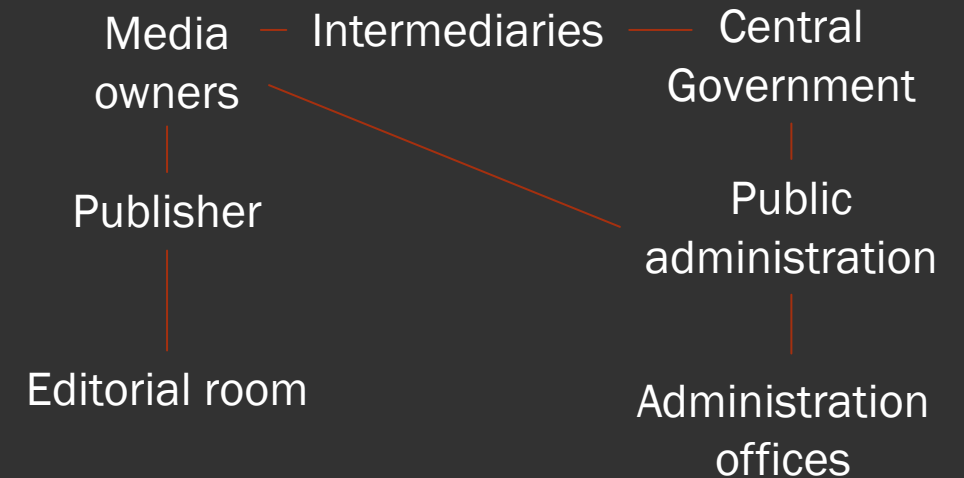 Media
owners
Intermediaries
Central
Government
Publisher
Public
administration
Editorial room
Administration
offices